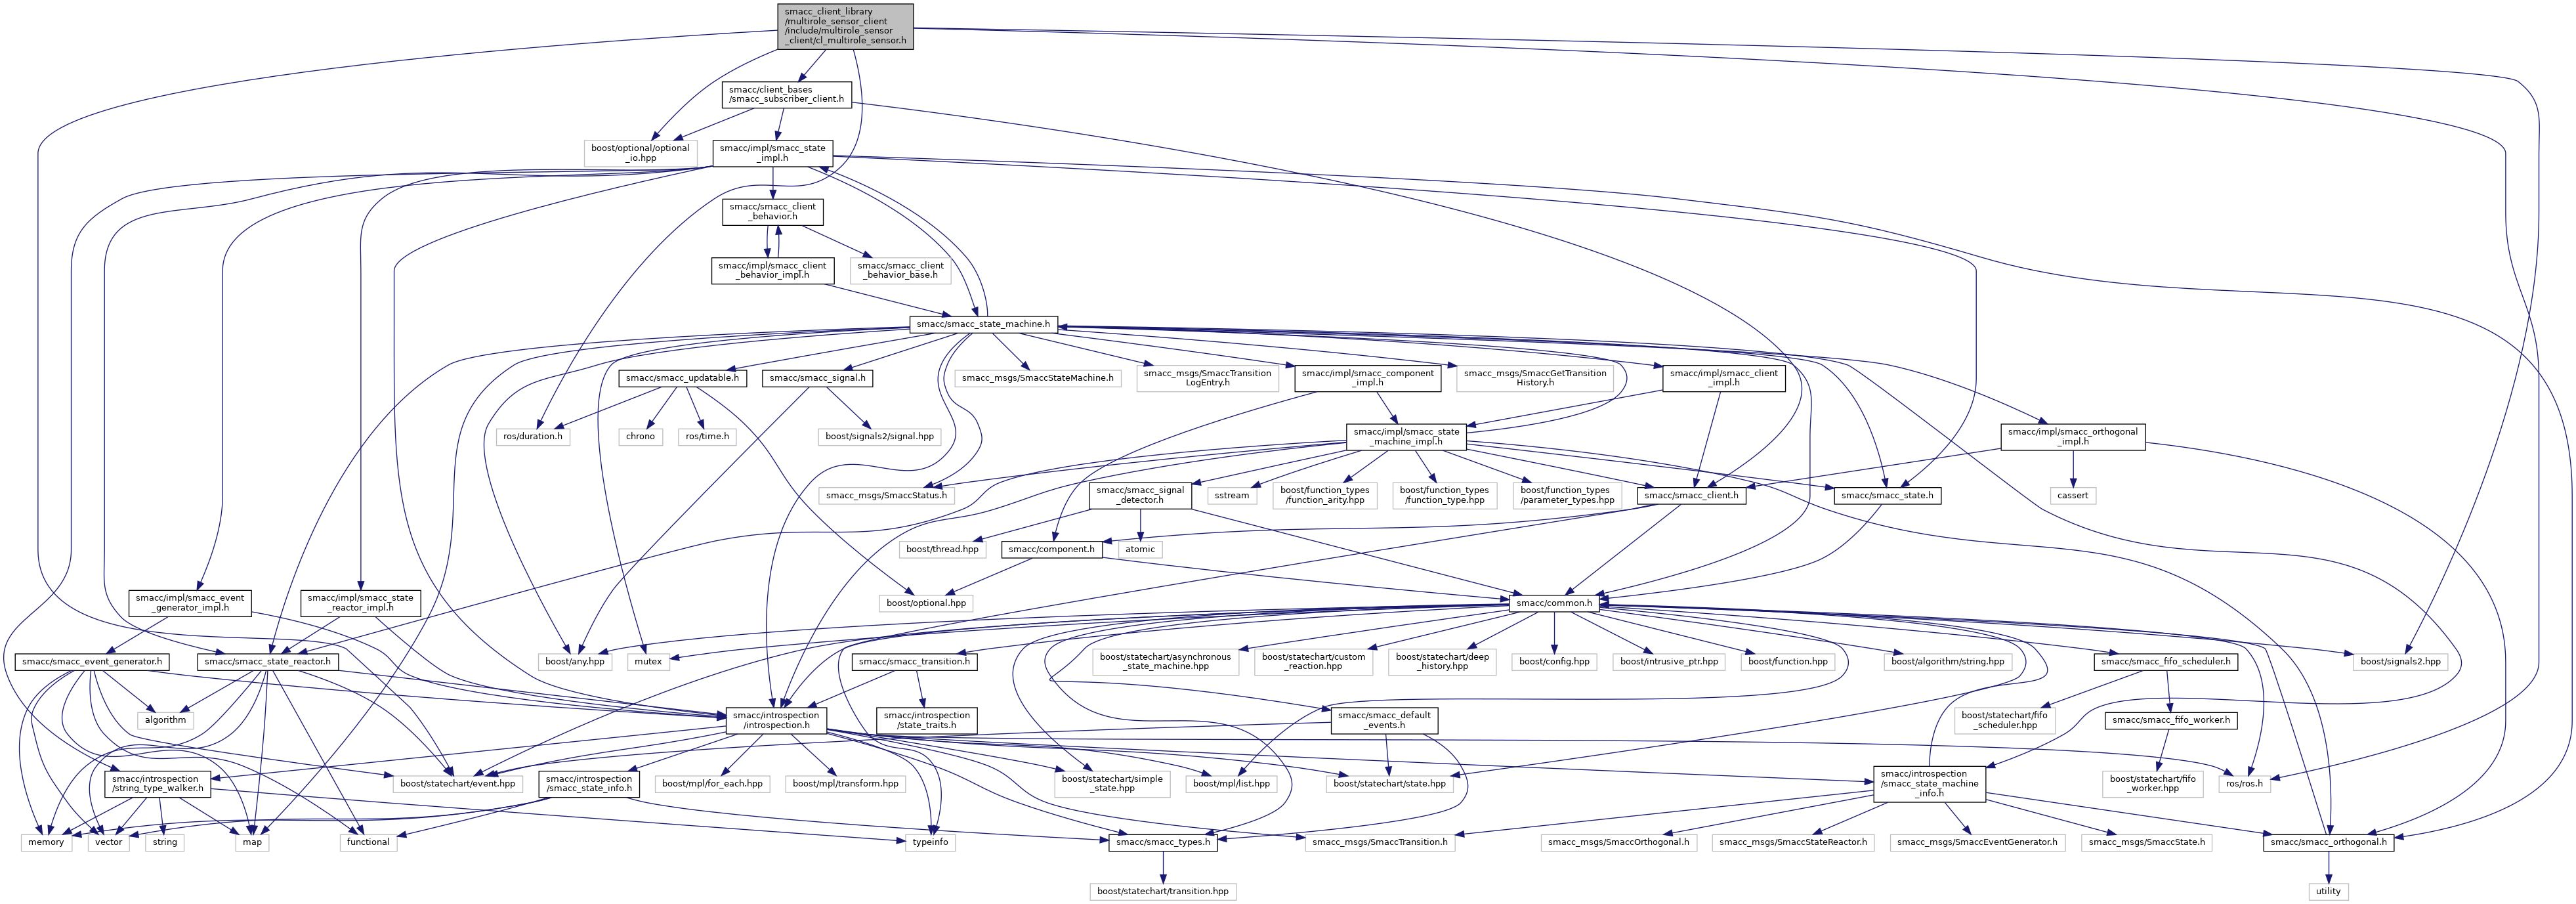 smacc_client_library
/multirole_sensor_client
/include/multirole_sensor
_client/cl_multirole_sensor.h
smacc/client_bases
/smacc_subscriber_client.h
boost/optional/optional
_io.hpp
smacc/impl/smacc_state
_impl.h
smacc/smacc_client
_behavior.h
smacc/impl/smacc_client
_behavior_impl.h
smacc/smacc_client
_behavior_base.h
smacc/smacc_state_machine.h
smacc/smacc_updatable.h
smacc/smacc_signal.h
smacc_msgs/SmaccStateMachine.h
smacc_msgs/SmaccTransition
LogEntry.h
smacc/impl/smacc_component
_impl.h
smacc_msgs/SmaccGetTransition
History.h
smacc/impl/smacc_client
_impl.h
ros/duration.h
chrono
ros/time.h
boost/signals2/signal.hpp
smacc/impl/smacc_state
_machine_impl.h
smacc/impl/smacc_orthogonal
_impl.h
smacc_msgs/SmaccStatus.h
smacc/smacc_signal
_detector.h
sstream
boost/function_types
/function_arity.hpp
boost/function_types
/function_type.hpp
boost/function_types
/parameter_types.hpp
smacc/smacc_client.h
smacc/smacc_state.h
cassert
boost/thread.hpp
smacc/component.h
atomic
smacc/impl/smacc_event
_generator_impl.h
smacc/impl/smacc_state
_reactor_impl.h
boost/optional.hpp
smacc/common.h
smacc/smacc_event_generator.h
smacc/smacc_state_reactor.h
boost/any.hpp
mutex
smacc/smacc_transition.h
boost/statechart/asynchronous
_state_machine.hpp
boost/statechart/custom
_reaction.hpp
boost/statechart/deep
_history.hpp
boost/config.hpp
boost/intrusive_ptr.hpp
boost/function.hpp
boost/algorithm/string.hpp
smacc/smacc_fifo_scheduler.h
boost/signals2.hpp
algorithm
smacc/introspection
/introspection.h
smacc/introspection
/state_traits.h
smacc/smacc_default
_events.h
boost/statechart/fifo
_scheduler.hpp
smacc/smacc_fifo_worker.h
smacc/introspection
/string_type_walker.h
boost/statechart/event.hpp
smacc/introspection
/smacc_state_info.h
boost/mpl/for_each.hpp
boost/mpl/transform.hpp
boost/statechart/simple
_state.hpp
boost/mpl/list.hpp
boost/statechart/state.hpp
smacc/introspection
/smacc_state_machine
_info.h
boost/statechart/fifo
_worker.hpp
ros/ros.h
memory
vector
string
map
functional
typeinfo
smacc/smacc_types.h
smacc_msgs/SmaccTransition.h
smacc_msgs/SmaccOrthogonal.h
smacc_msgs/SmaccStateReactor.h
smacc_msgs/SmaccEventGenerator.h
smacc_msgs/SmaccState.h
smacc/smacc_orthogonal.h
boost/statechart/transition.hpp
utility